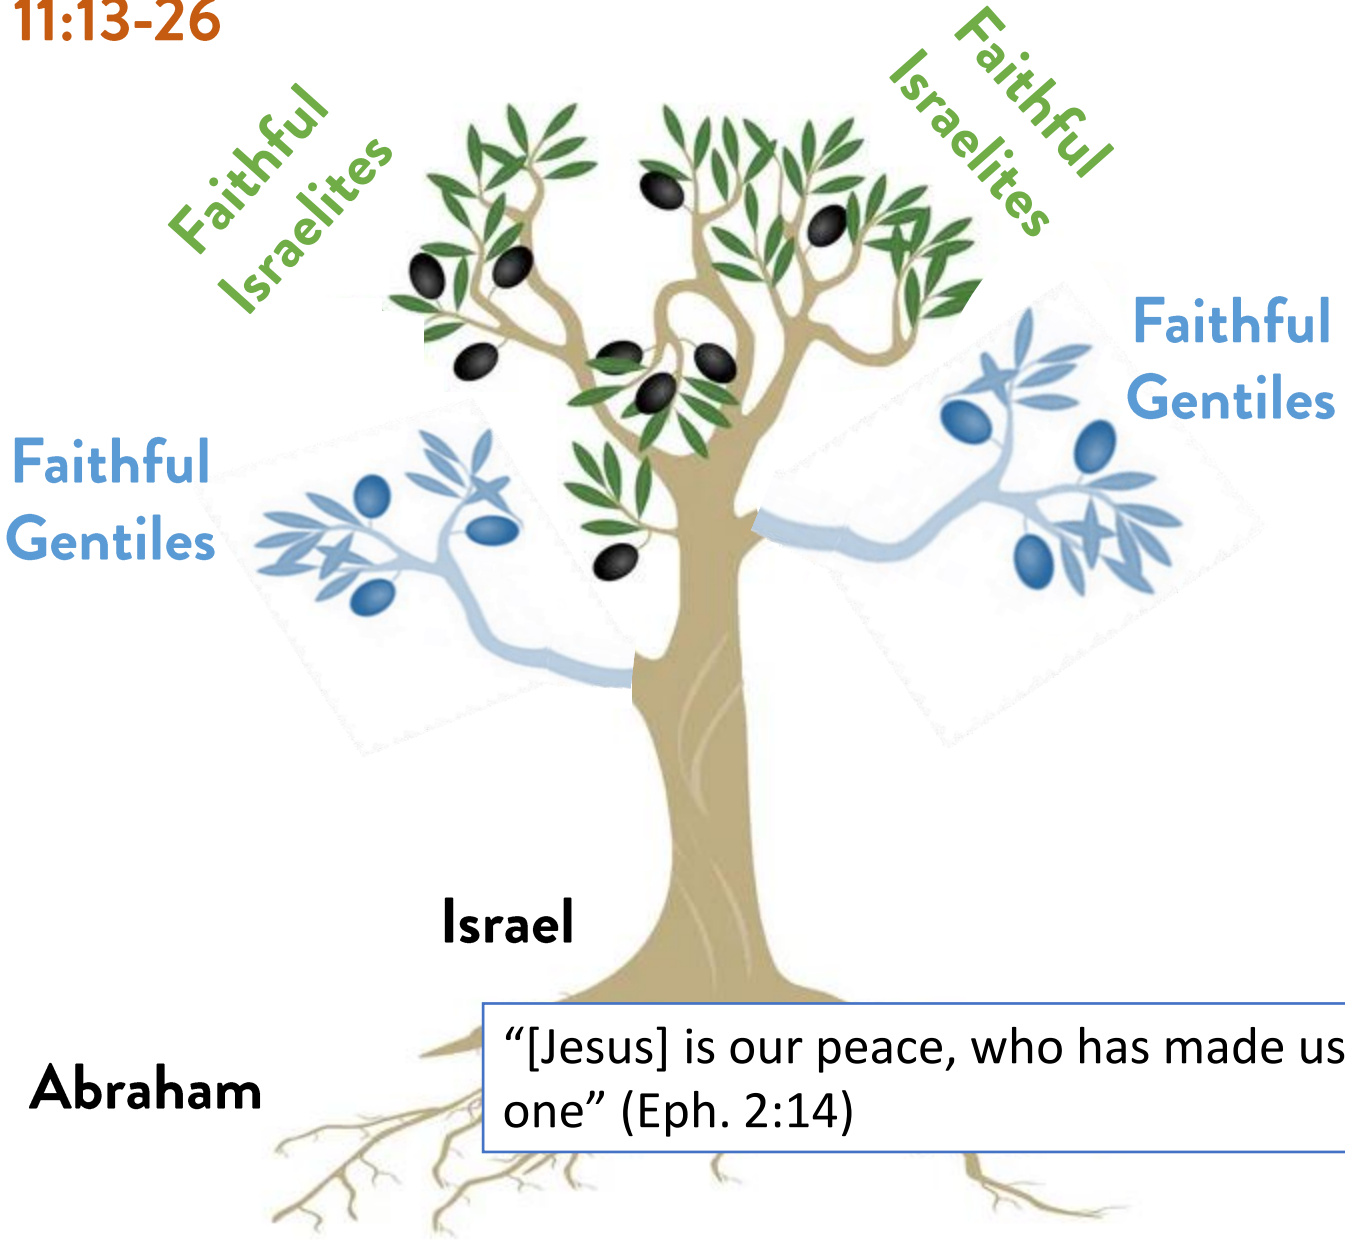 11:13-26
Faithful
Israelites
Faithful
Israelites
Faithful
Gentiles
Faithful
Gentiles
Israel
Abraham
“[Jesus] is our peace, who has made us
one” (Eph. 2:14)